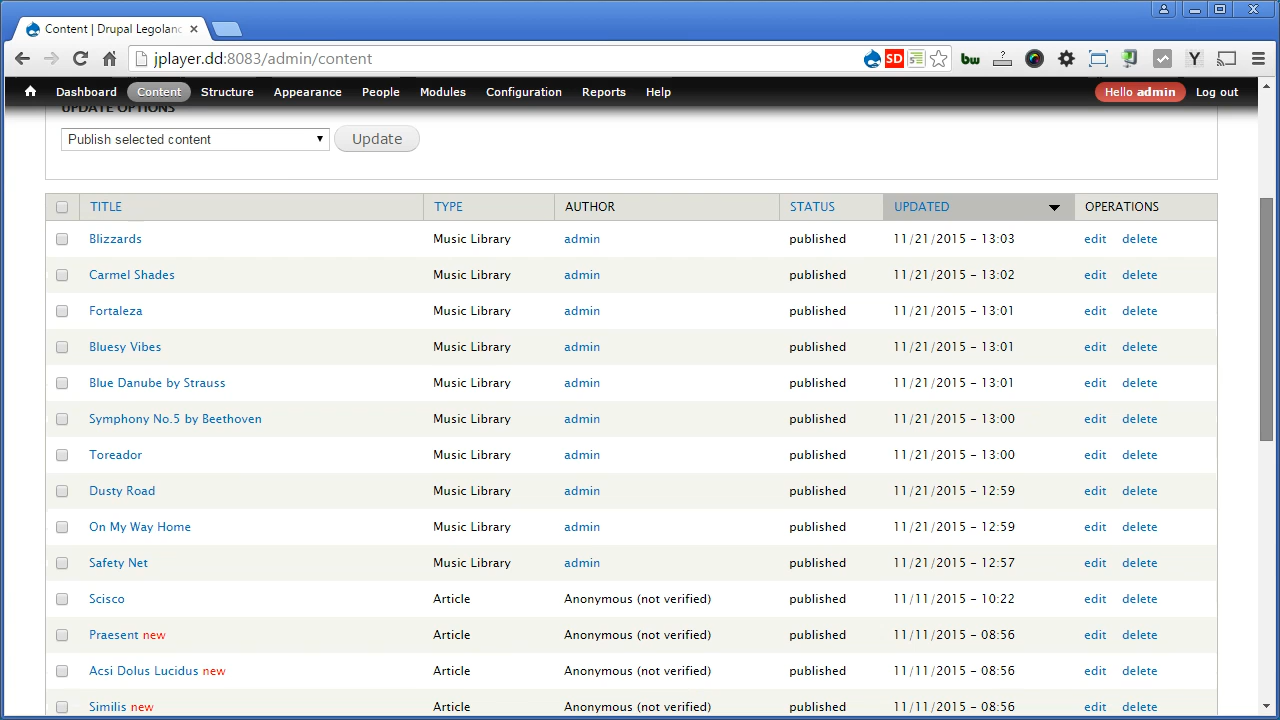 Content | Drupal Legoland
jplayer.dd:8083/admin/content
SD
bw
Y
Dashboard Content Structure Appearance People Modules Configuration Reports Help Hello admin Log out
UPDATE OPTIONS
Publish selected content Update
TITLE TYPE AUTHOR STATUS UPDATED OPERATIONS
Blizzards Music Library admin published 11/21/2015 - 13:03 edit delete
Carmel Shades Music Library admin published 11/21/2015 - 13:02 edit delete
Fortaleza Music Library admin published 11/21/2015 - 13:01 edit delete
Bluesy Vibes Music Library admin published 11/21/2015 - 13:01 edit delete
Blue Danube by Strauss Music Library admin published 11/21/2015 - 13:01 edit delete
Symphony No.5 by Beethoven Music Library admin published 11/21/2015 - 13:00 edit delete
Toreador Music Library admin published 11/21/2015 - 13:00 edit delete
Dusty Road Music Library admin published 11/21/2015 - 12:59 edit delete
On My Way Home Music Library admin published 11/21/2015 - 12:59 edit delete
Safety Net Music Library admin published 11/21/2015 - 12:57 edit delete
Scisco Article Anonymous (not verified) published 11/11/2015 - 10:22 edit delete
Praesent new Article Anonymous (not verified) published 11/11/2015 - 08:56 edit delete
Acsi Dolus Lucidus new Article Anonymous (not verified) published 11/11/2015 - 08:56 edit delete
Similis new Article Anonymous (not verified) published 11/11/2015 - 08:56 edit delete